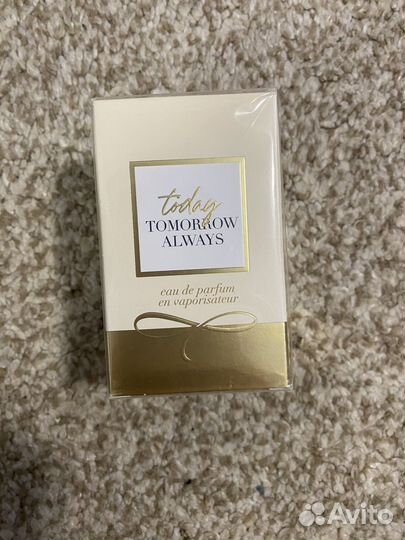 today
TOMORROW
ALWAYS
eau de parfum
en vaporisateur
Avito